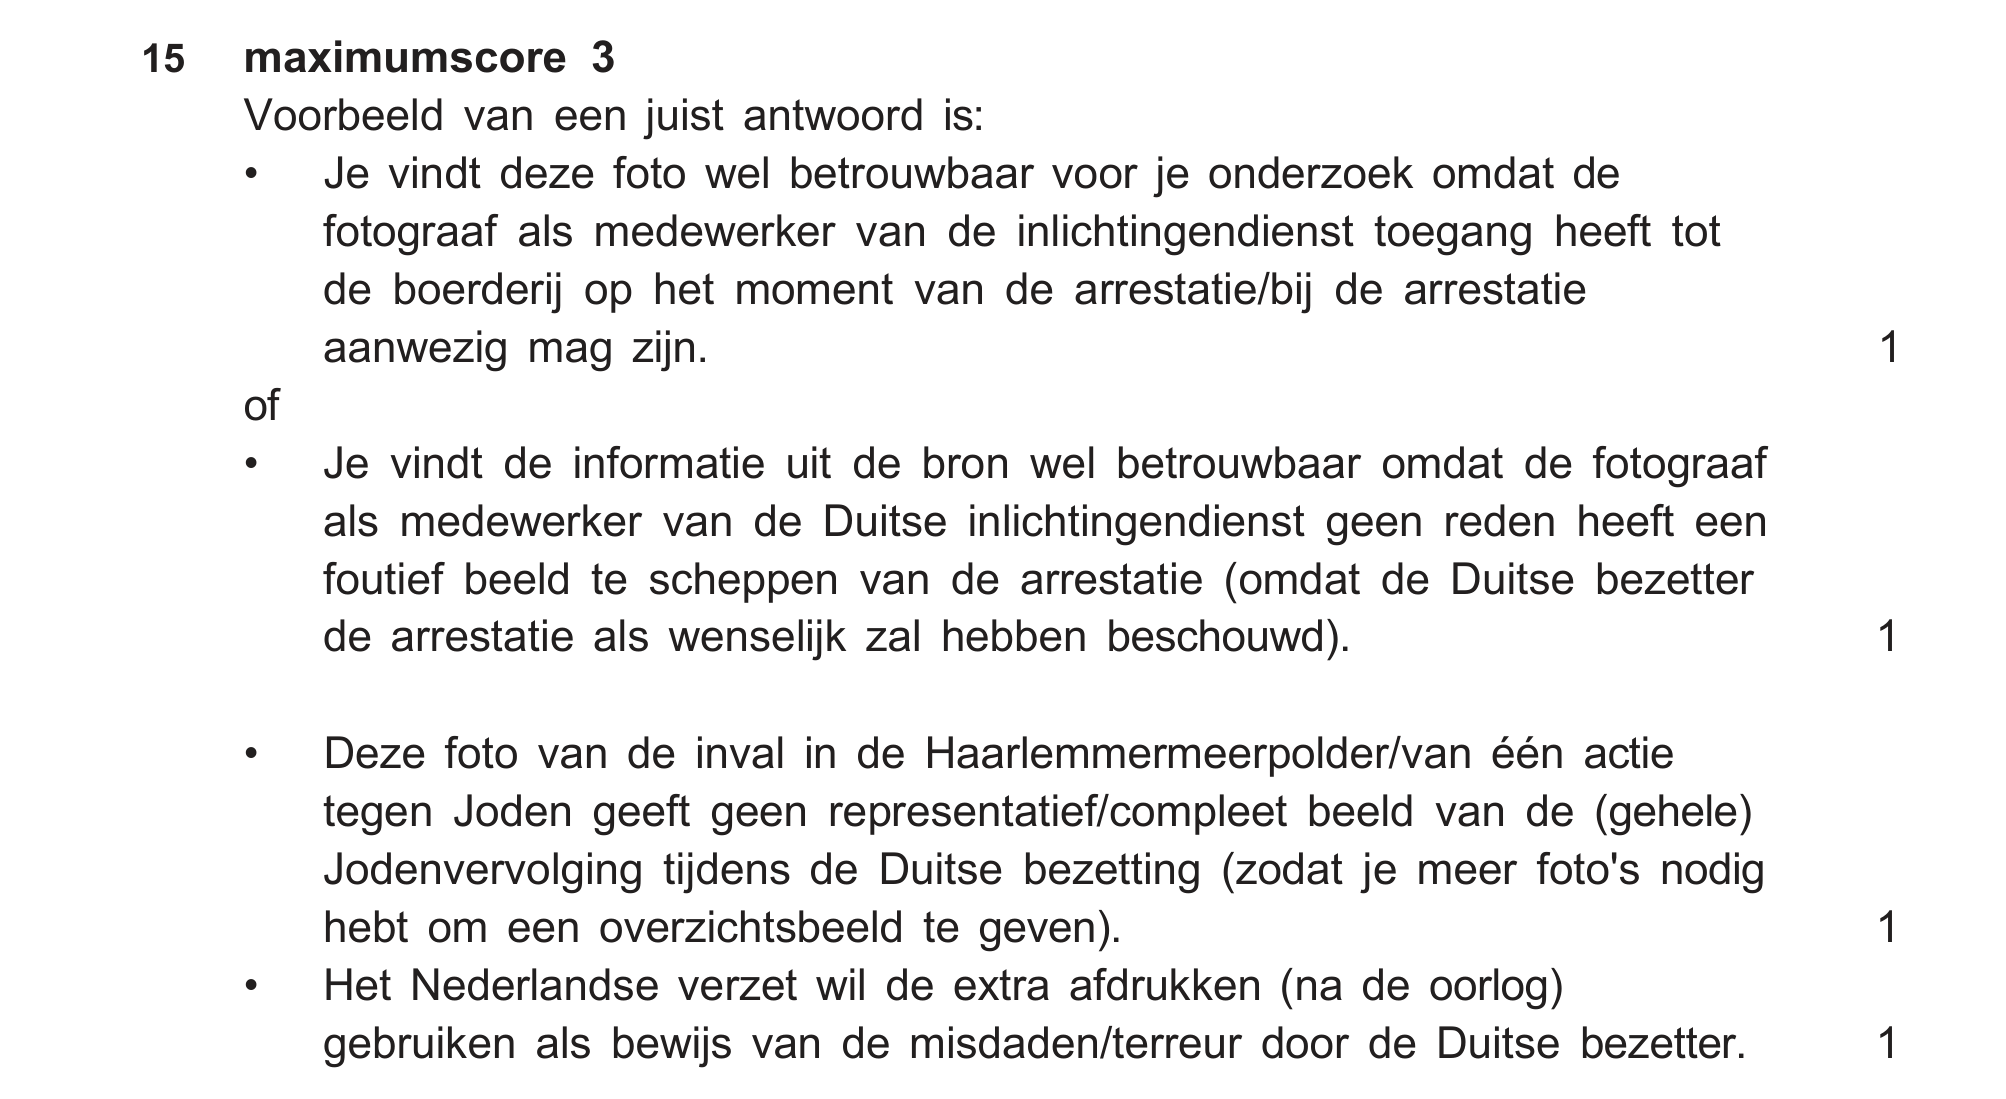 15 maximumscore 3
Voorbeeld van een juist antwoord is:
• Je vindt deze foto wel betrouwbaar voor je onderzoek omdat de
fotograaf als medewerker van de inlichtingendienst toegang heeft tot
de boerderij op het moment van de arrestatie/bij de arrestatie
aanwezig mag zijn. 1
of
• Je vindt de informatie uit de bron wel betrouwbaar omdat de fotograaf
als medewerker van de Duitse inlichtingendienst geen reden heeft een
foutief beeld te scheppen van de arrestatie (omdat de Duitse bezetter
de arrestatie als wenselijk zal hebben beschouwd). 1
• Deze foto van de inval in de Haarlemmermeerpolder/van één actie
tegen Joden geeft geen representatief/compleet beeld van de (gehele)
Jodenvervolging tijdens de Duitse bezetting (zodat je meer foto's nodig
hebt om een overzichtsbeeld te geven). 1
• Het Nederlandse verzet wil de extra afdrukken (na de oorlog)
gebruiken als bewijs van de misdaden/terreur door de Duitse bezetter. 1